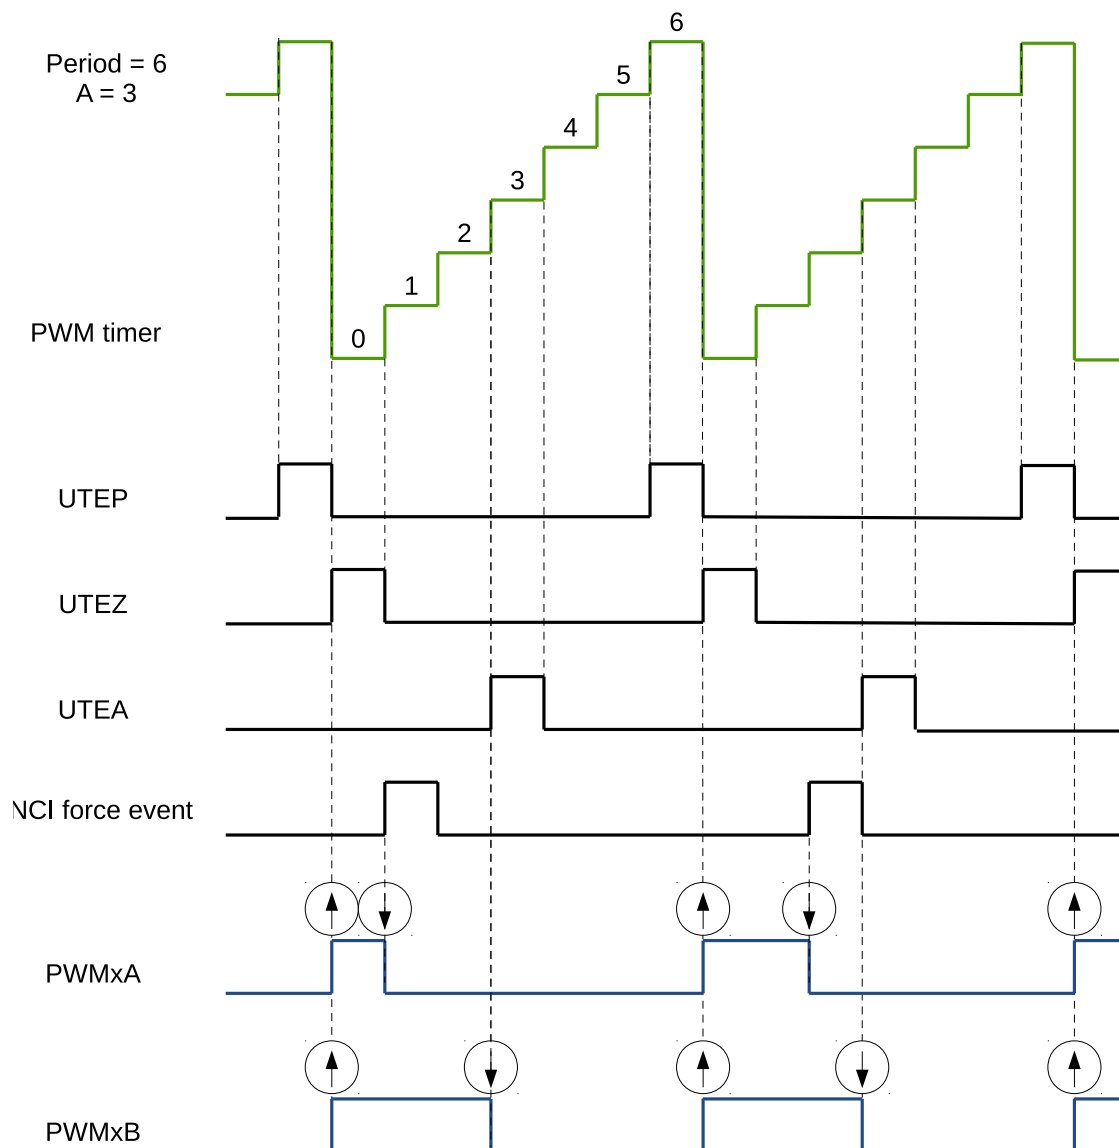 6
Period = 6
A = 3
5
4
3
2
1
PWM timer
0
UTEP
UTEZ
UTEA
NCI force event
PWMxA
PWMxB